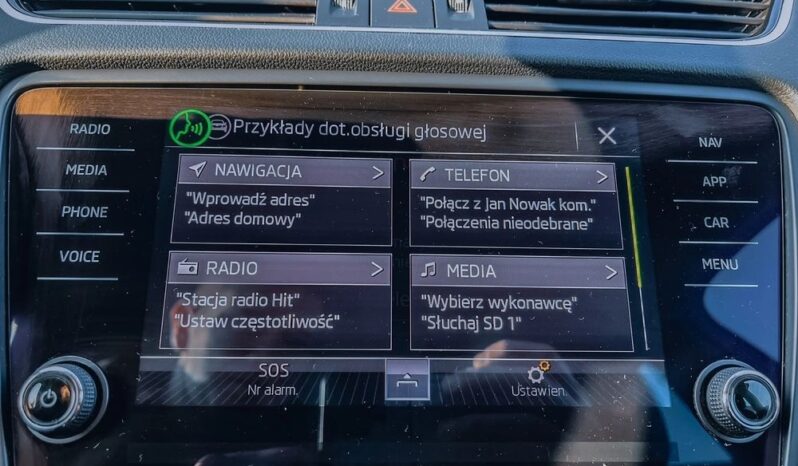 RADIO
MEDIA
PHONE
VOICE
Przykłady dot.obsługi głosowej
NAWIGACJA
"Wprowadź adres"
"Adres domowy"
TELEFON
"Połącz z Jan Nowak kom."
"Połączenia nieodebrane"
RADIO
"Stacja radio Hit"
"Ustaw częstotliwość"
MEDIA
"Wybierz wykonawcę"
"Słuchaj SD 1"
SOS
Nr alarm.
Ustawien.
NAV
APP
CAR
MENU